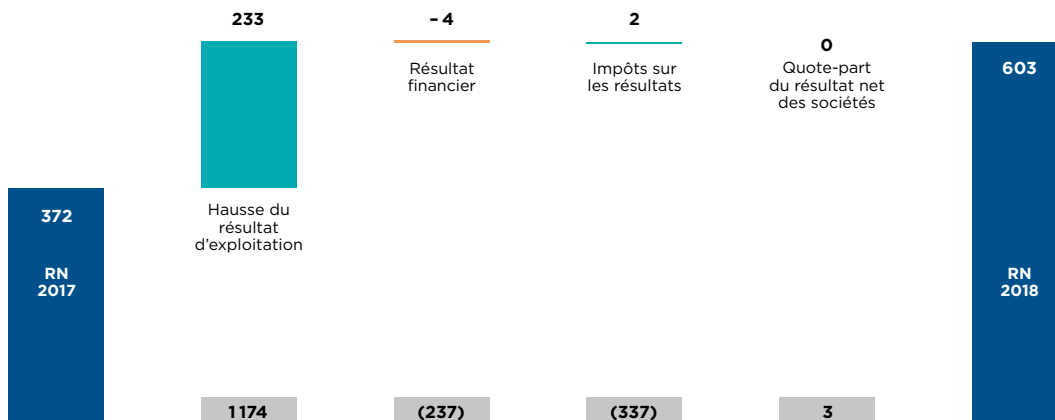 233
– 4
2
0
Résultat
financier
Impôts sur
les résultats
Quote-part
du résultat net
des sociétés
603
372
Hausse du
résultat
d’exploitation
RN
2017
RN
2018
1 174
(237)
(337)
3